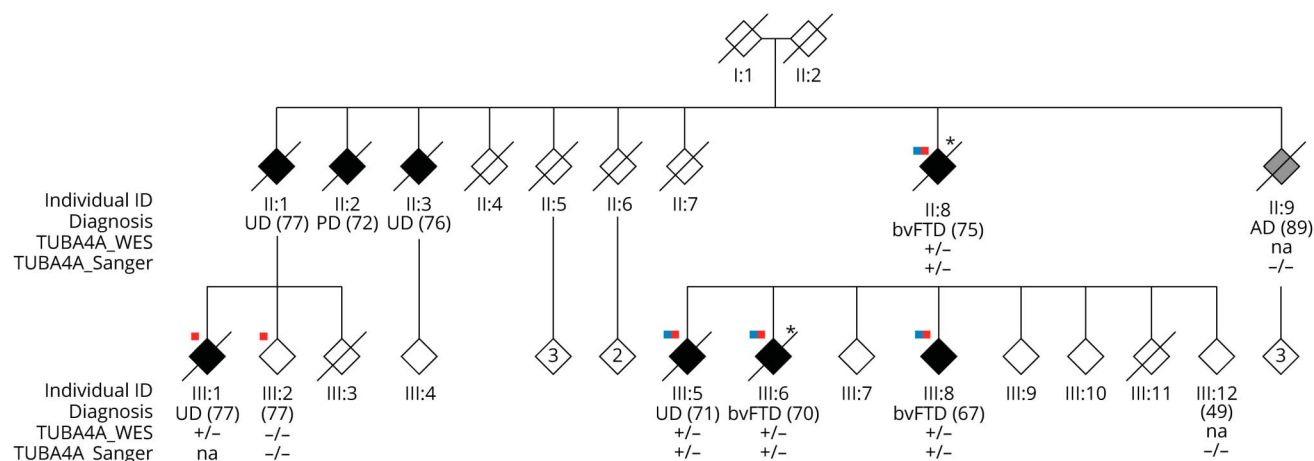 I:1 II:2
* *
Individual ID II:1 II:2 II:3 II:4 II:5 II:6 II:7 II:8 II:9
Diagnosis UD (77) PD (72) UD (76) bvFTD (75) AD (89)
TUBA4A_WES +/– na
TUBA4A_Sanger +/– –/–
3 2 3
Individual ID III:1 III:2 III:3 III:4 III:5 III:6 III:7 III:8 III:9 III:10 III:11 III:12
Diagnosis UD (77) (77) UD (71) bvFTD (70) bvFTD (67) (49)
TUBA4A_WES +/– –/– +/– +/– +/– na
TUBA4A_Sanger na –/– +/– +/– +/– –/–